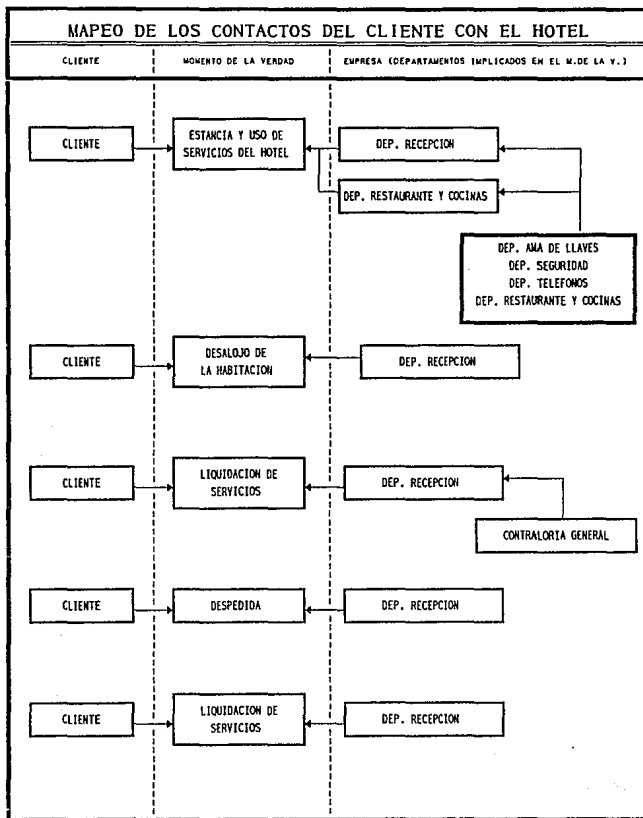 MAPEO DE LOS CONTACTOS DEL CLIENTE CON EL HOTEL
CLIENTE
MOMENTO DE LA VERDAD
EMPRESA (DEPARTAMENTOS IMPLICADOS EN EL M.DE LA V.)
CLIENTE
ESTANCIA Y USO DE
SERVICIOS DEL HOTEL
DEP. RECEPCION
DEP. RESTAURANTE Y COCINAS
DEP. AMA DE LLAVES
DEP. SEGURIDAD
DEP. TELEFONOS
DEP. RESTAURANTE Y COCINAS
CLIENTE
DESALOJO DE
LA HABITACION
DEP. RECEPCION
CLIENTE
LIQUIDACION DE
SERVICIOS
DEP. RECEPCION
CONTRALORIA GENERAL
CLIENTE
DESPEDIDA
DEP. RECEPCION
CLIENTE
LIQUIDACION DE
SERVICIOS
DEP. RECEPCION